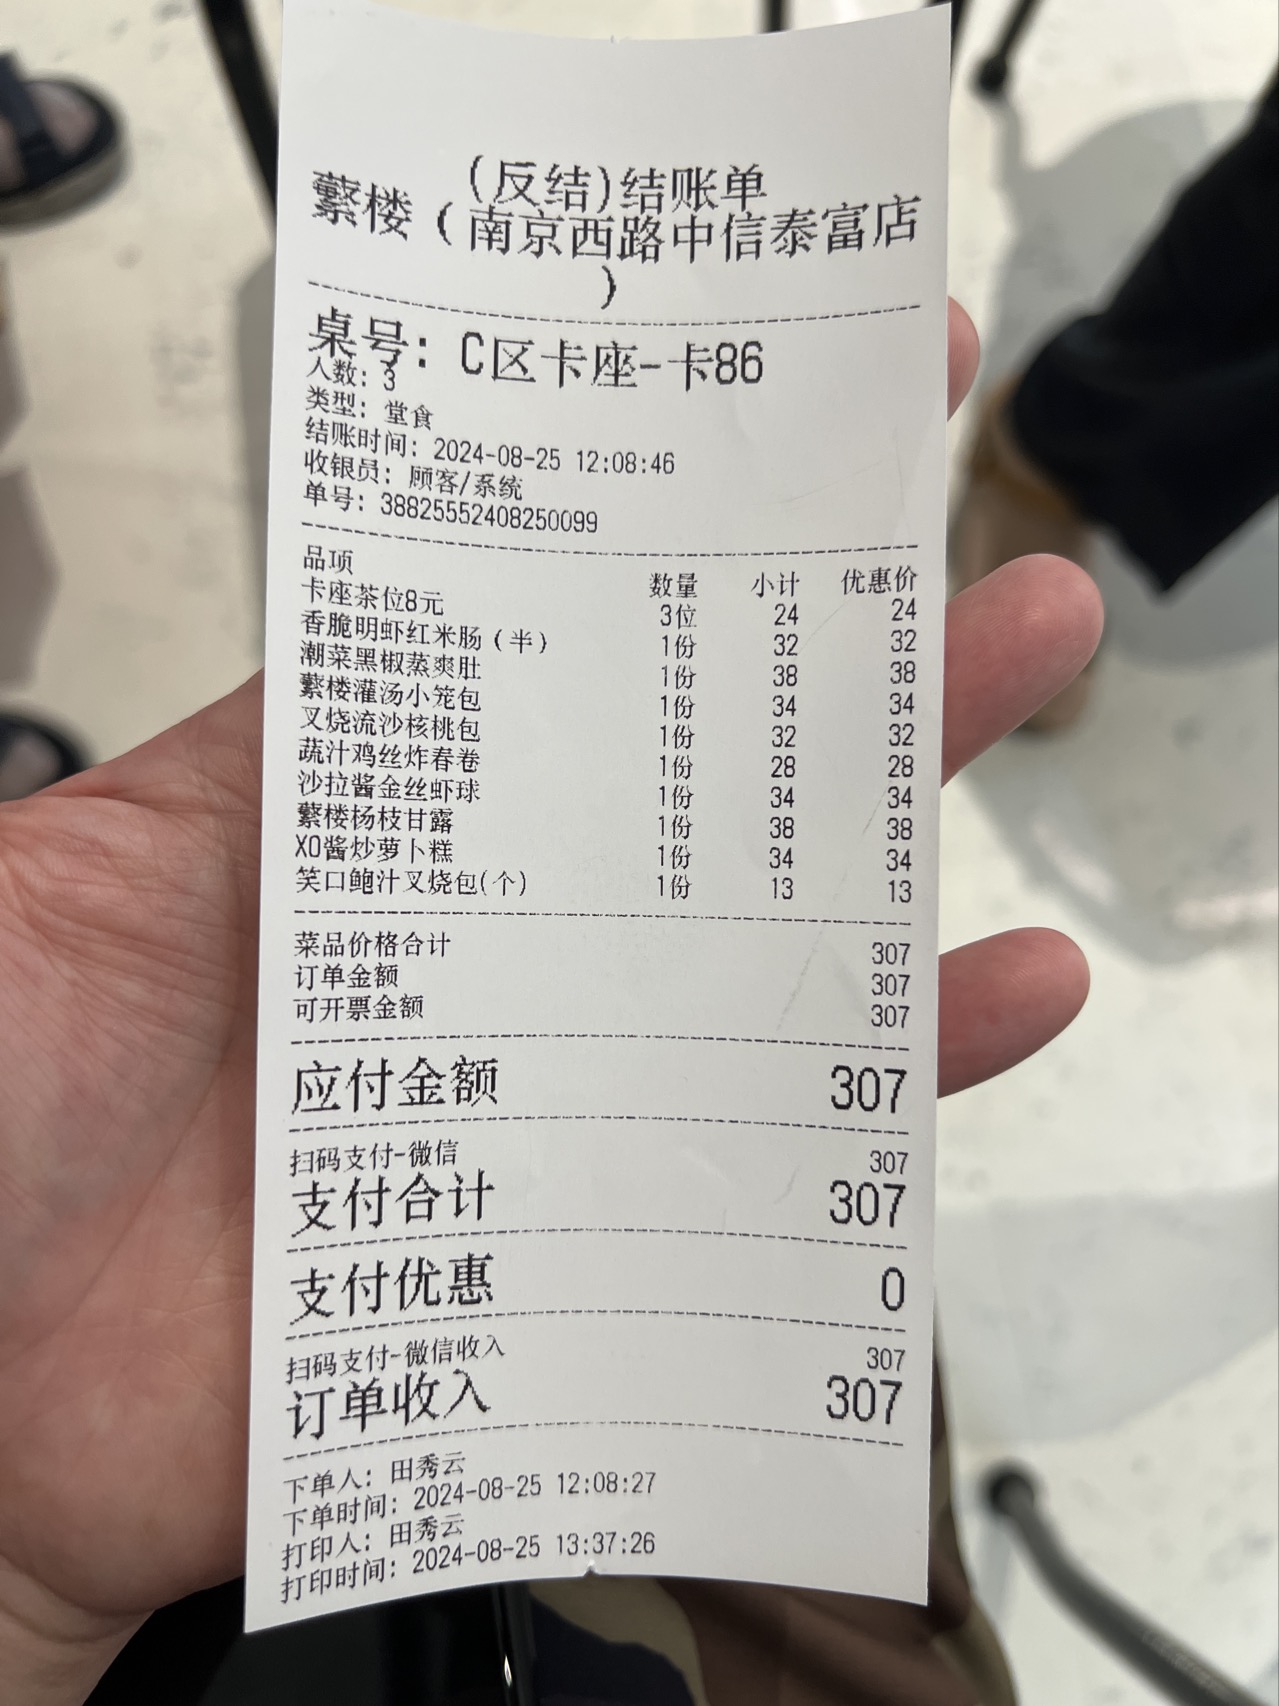 (反结)结账单
蘩楼（南京西路中信泰富店
）
桌号：C区卡座-卡86
人数：3
类型：堂食
结账时间：2024-08-25 12:08:46
收银员：顾客/系统
单号：38825552408250099
品项 数量 小计 优惠价
卡座茶位8元 3位 24 24
香脆明虾红米肠（半） 1份 32 32
潮菜黑椒蒸爽肚 1份 38 38
蘩楼灌汤小笼包 1份 34 34
叉烧流沙核桃包 1份 32 32
蔬汁鸡丝炸春卷 1份 28 28
沙拉酱金丝虾球 1份 34 34
蘩楼杨枝甘露 1份 38 38
XO酱炒萝卜糕 1份 34 34
笑口鲍汁叉烧包(个) 1份 13 13
菜品价格合计 307
订单金额 307
可开票金额 307
应付金额 307
扫码支付-微信 307
支付合计 307
支付优惠 0
扫码支付-微信收入 307
订单收入 307
下单人：田秀云
下单时间：2024-08-25 12:08:27
打印人：田秀云
打印时间：2024-08-25 13:37:26